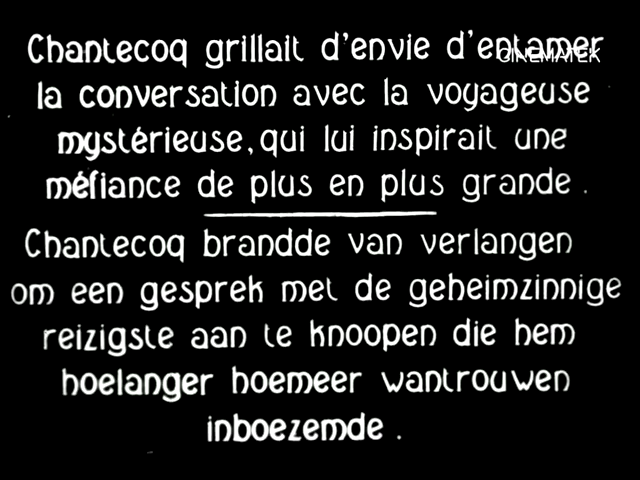 Chantecoq grillait d'envie d'entamer
CINEMATEK
la conversation avec la voyageuse
mystérieuse, qui lui inspirait une
méfiance de plus en plus grande.
Chantecoq brandde van verlangen
om een gesprek met de geheimzinnige
reizigste aan te knoopen die hem
hoelanger hoemeer wantrouwen
inboezemde.